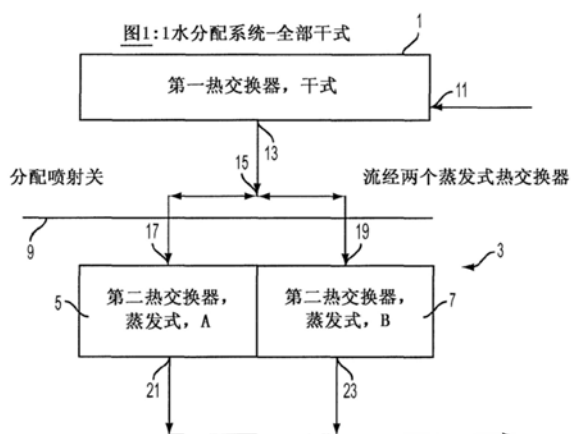 图1:1水分配系统-全部干式
1
第一热交换器，干式
11
13
15
分配喷射关
流经两个蒸发式热交换器
9
17
19
3
5
第二热交换器，
蒸发式，A
第二热交换器，
蒸发式，B
7
21
23